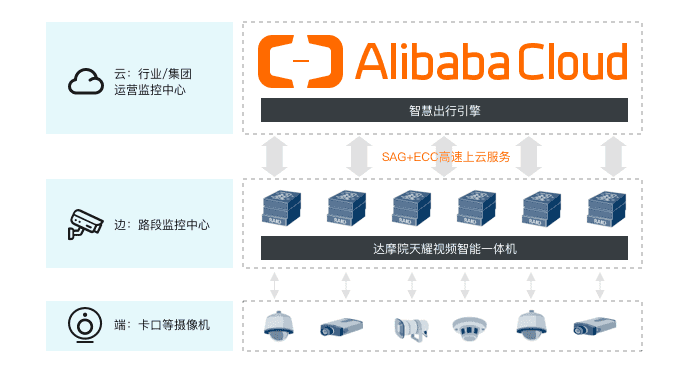 云：行业/集团
运营监控中心
Alibaba Cloud
智慧出行引擎
SAG+ECC高速上云服务
边：路段监控中心
达摩院天耀视频智能一体机
端：卡口等摄像机